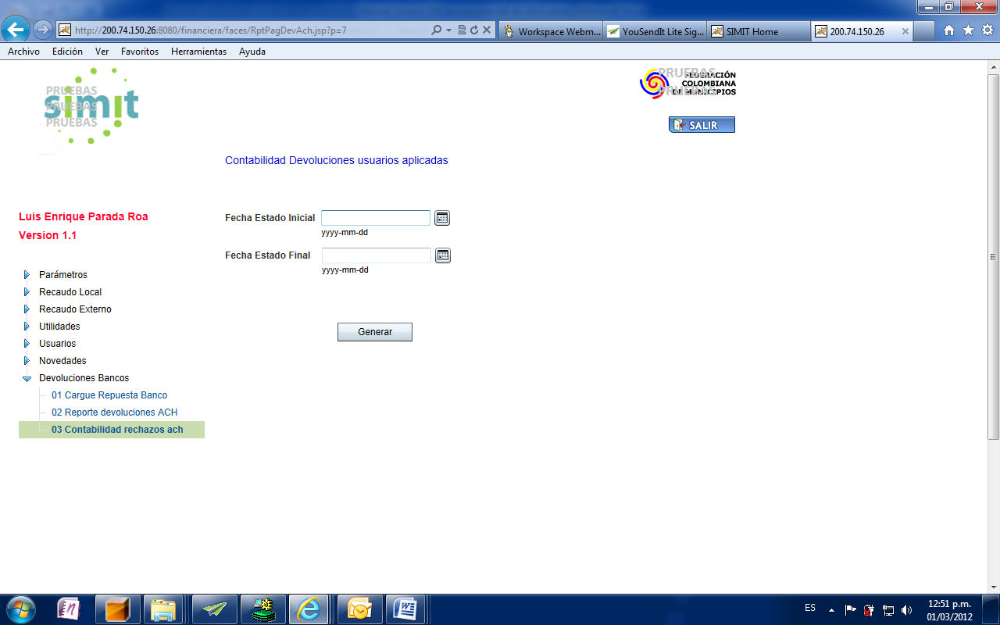 http://200.74.150.26:8080/financiera/faces/RptPagDevAch.jsp?p=7
Workspace Webm...
YouSendIt Lite Sig...
SIMIT Home
200.74.150.26
Archivo Edición Ver Favoritos Herramientas Ayuda
PRUEBAS
simit
PRUEBAS
PRUEBAS
PRUEBAS
FEDERACIÓN
COLOMBIANA
DE MUNICIPIOS
PRUEBAS
SALIR
Contabilidad Devoluciones usuarios aplicadas
Luis Enrique Parada Roa
Version 1.1
Fecha Estado Inicial
yyyy-mm-dd
Fecha Estado Final
yyyy-mm-dd
Generar
Parámetros
Recaudo Local
Recaudo Externo
Utilidades
Usuarios
Novedades
Devoluciones Bancos
01 Cargue Repuesta Banco
02 Reporte devoluciones ACH
03 Contabilidad rechazos ach
ES
12:51 p.m.
01/03/2012